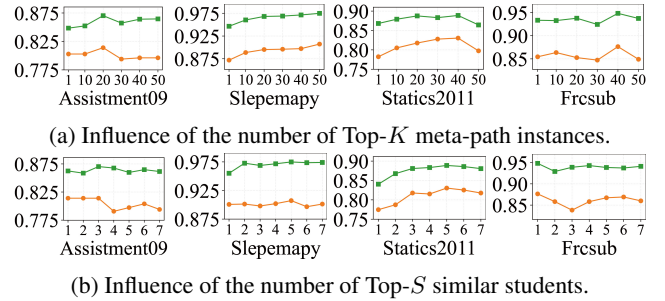 0.875 0.825 0.775
0.975 0.925 0.875
0.90 0.85 0.80 0.75
0.95 0.90 0.85
1 10 20 30 40 50 1 10 20 30 40 50 1 10 20 30 40 50 1 10 20 30 40 50
Assistment09 Slepemapy Statics2011 Frcsub
(a) Influence of the number of Top-K meta-path instances.
0.875 0.825 0.775
0.975 0.925 0.875
0.90 0.85 0.80 0.75
0.95 0.90 0.85
1 2 3 4 5 6 7 1 2 3 4 5 6 7 1 2 3 4 5 6 7 1 2 3 4 5 6 7
Assistment09 Slepemapy Statics2011 Frcsub
(b) Influence of the number of Top-S similar students.